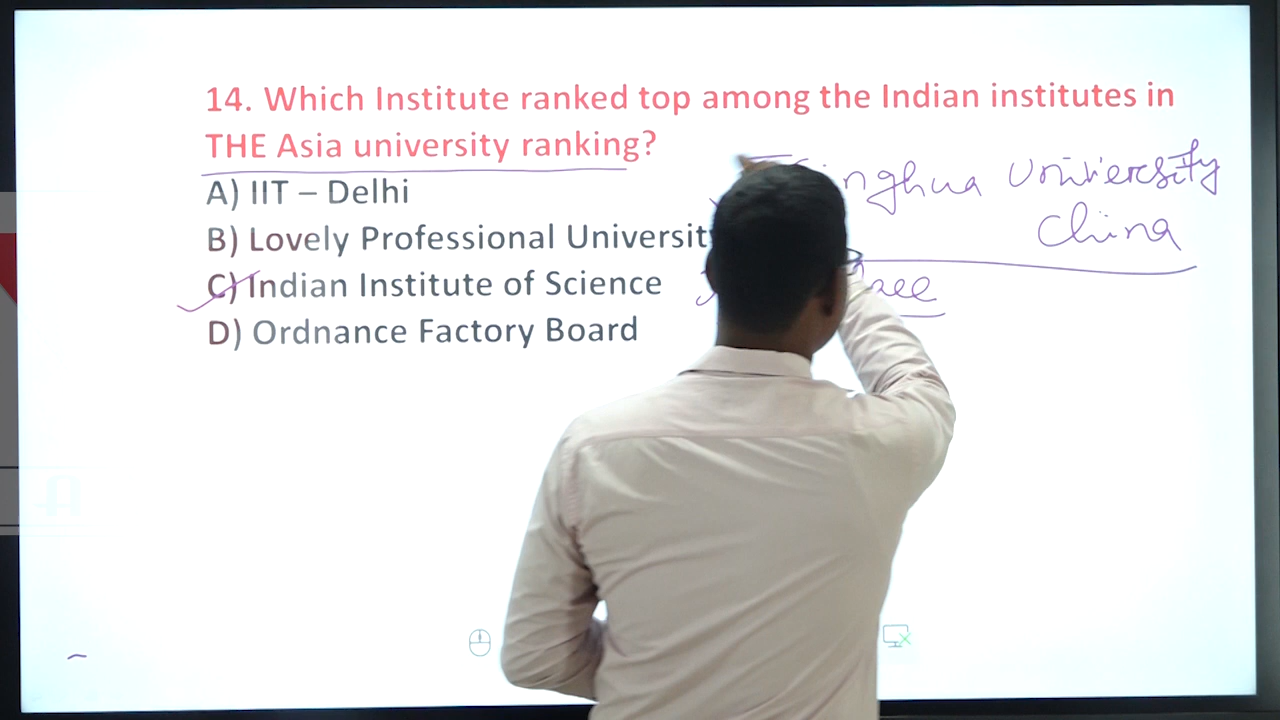 14. Which Institute ranked top among the Indian institutes in
THE Asia university ranking?
A) IIT – Delhi
B) Lovely Professional Universit
C) Indian Institute of Science
D) Ordnance Factory Board
inghua University
China